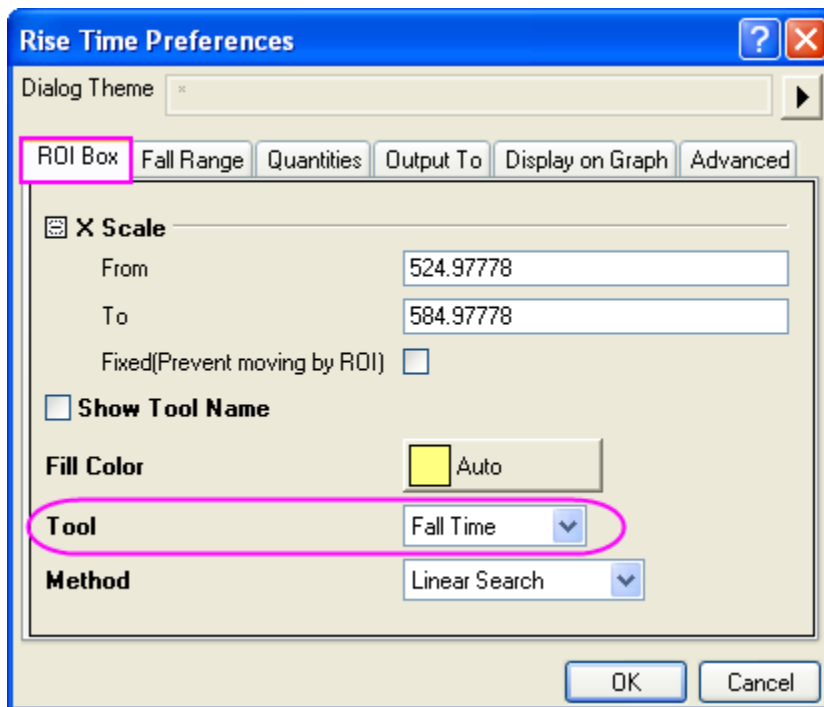 Rise Time Preferences
Dialog Theme *
ROI Box Fall Range Quantities Output To Display on Graph Advanced
X Scale
From 524.97778
To 584.97778
Fixed(Prevent moving by ROI)
Show Tool Name
Fill Color Auto
Tool Fall Time
Method Linear Search
OK Cancel